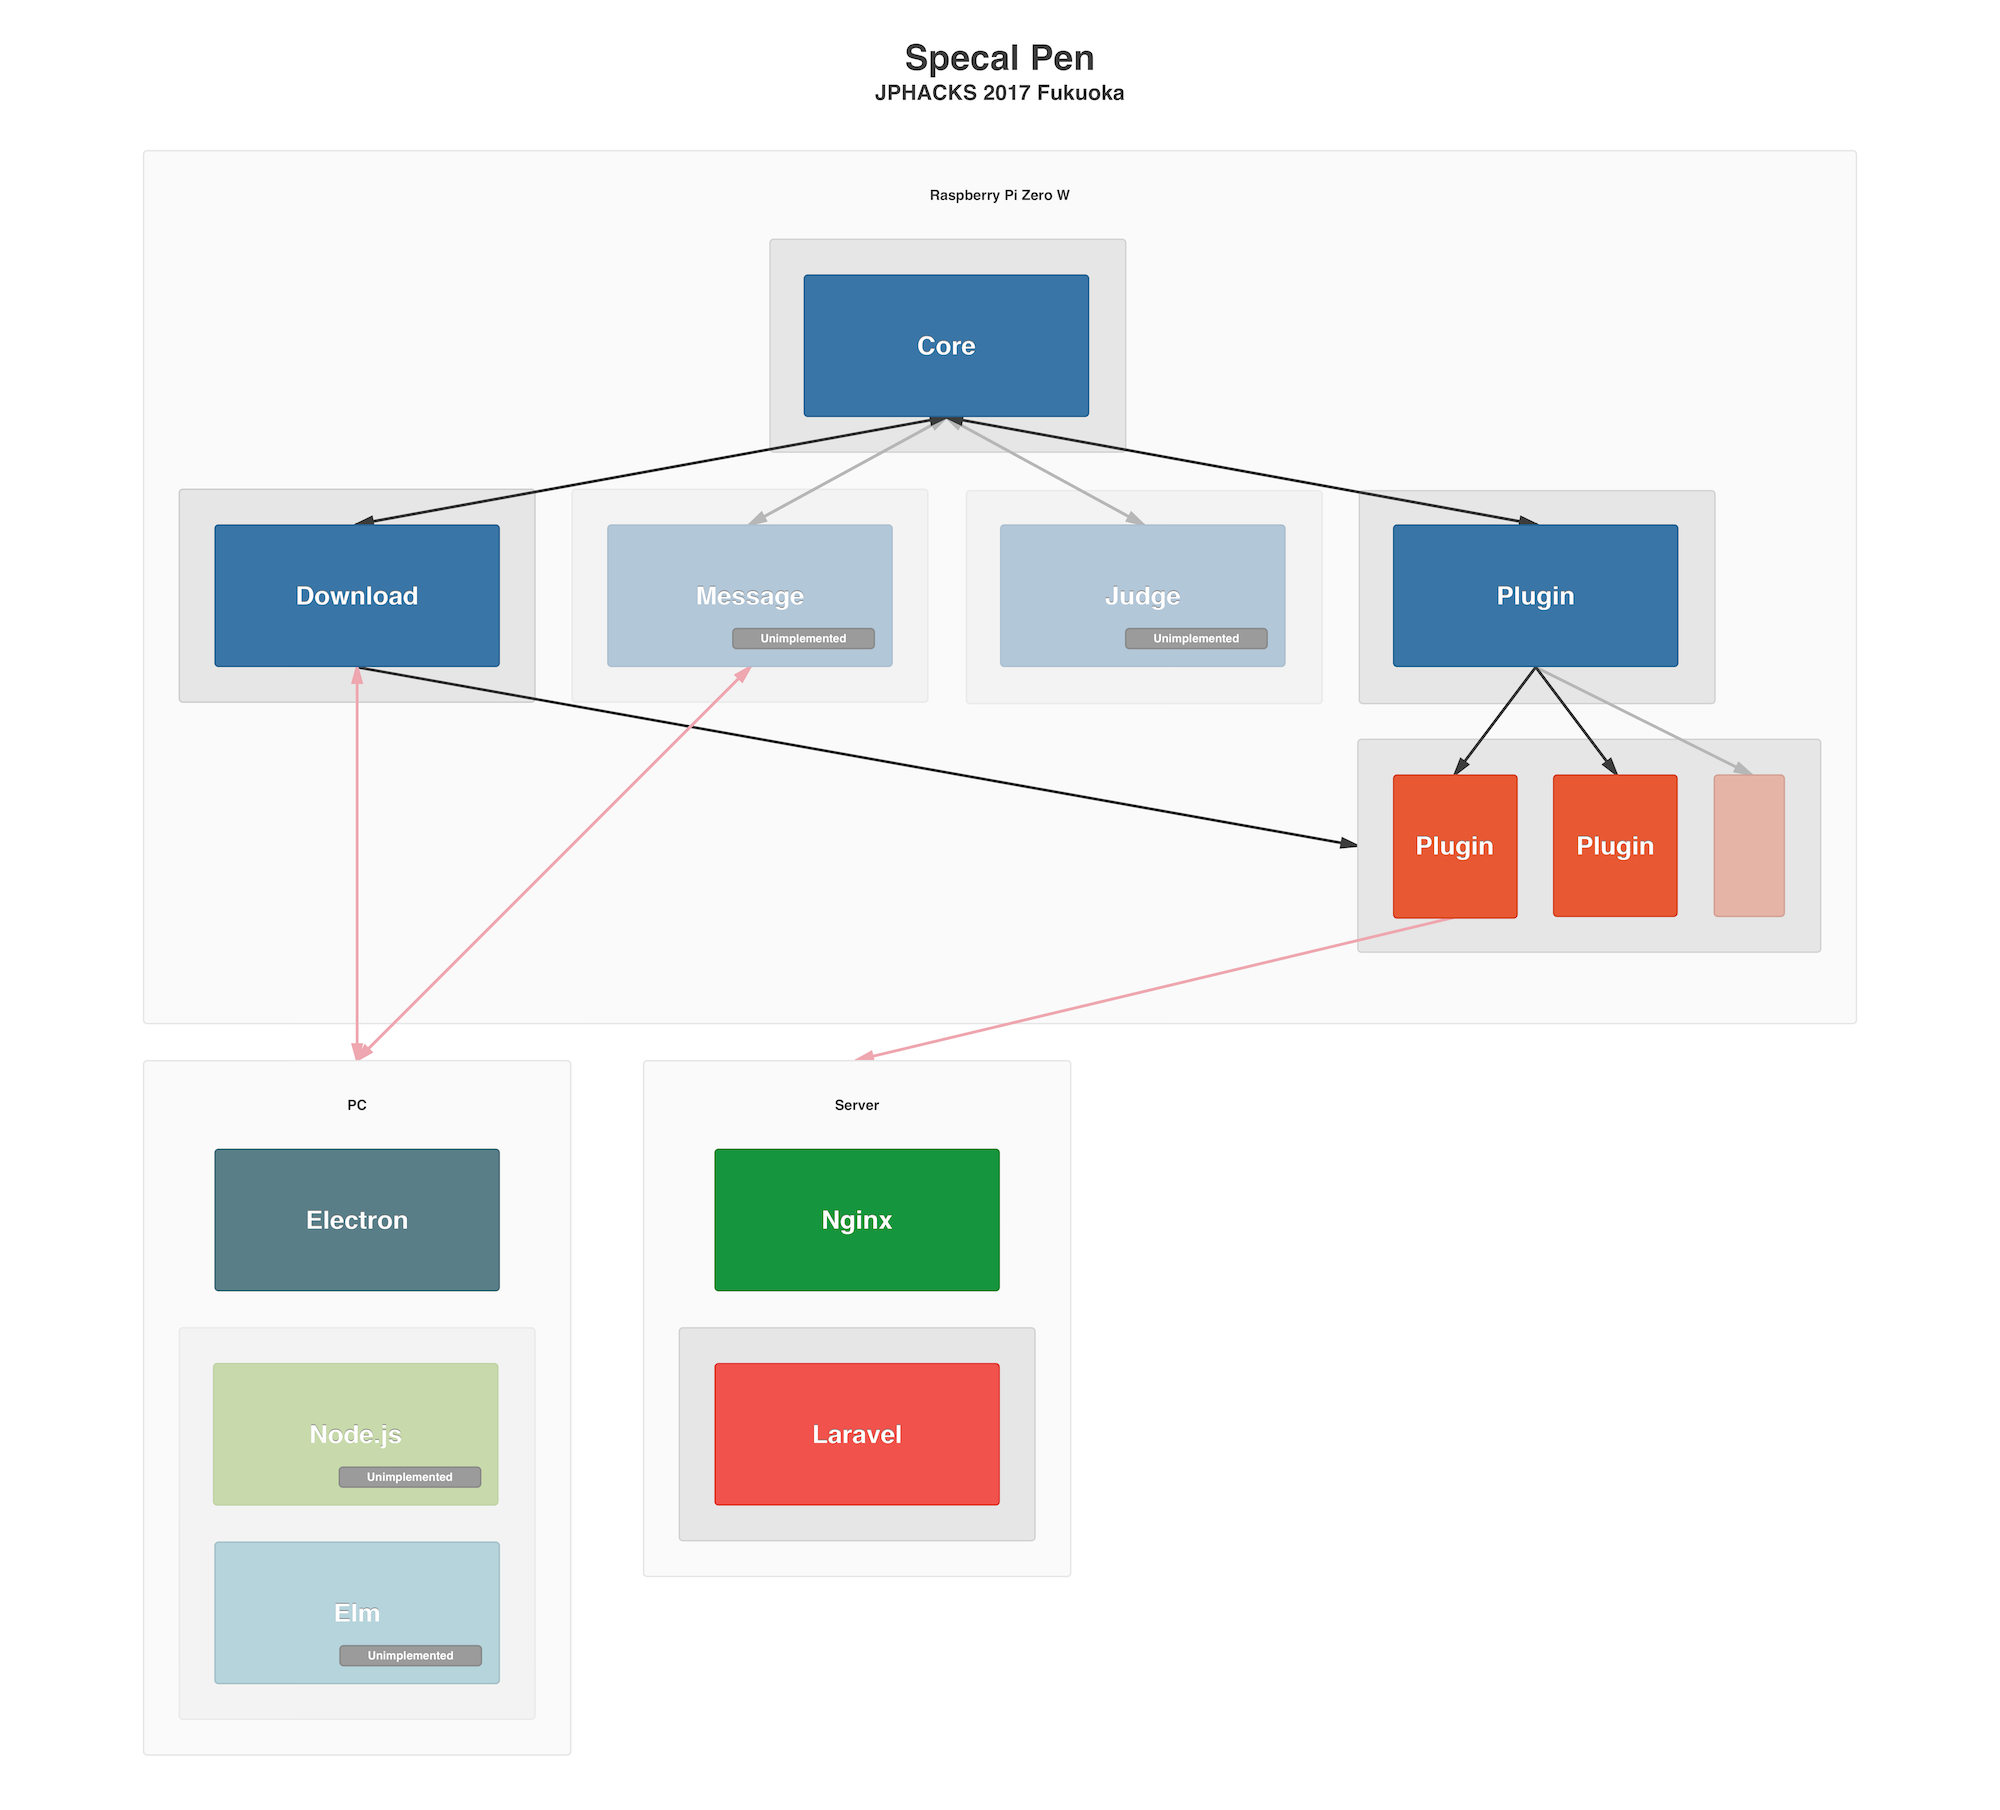 Specal Pen
JPHACKS 2017 Fukuoka
Raspberry Pi Zero W
Core
Download
Message
Unimplemented
Judge
Unimplemented
Plugin
Plugin
Plugin
PC
Electron
Node.js
Unimplemented
Elm
Unimplemented
Server
Nginx
Laravel